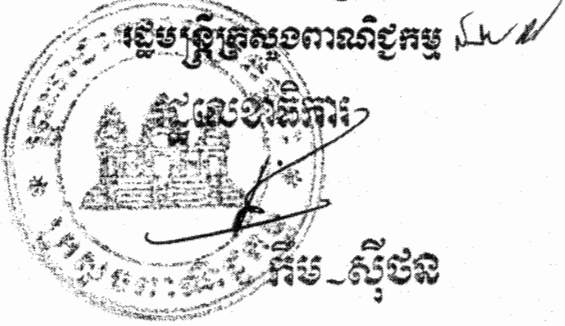 រដ្ឋមន្ត្រីក្រសួងពាណិជ្ជកម្ម
រដ្ឋលេខាធិការ
កឹម_ស៊ីថន